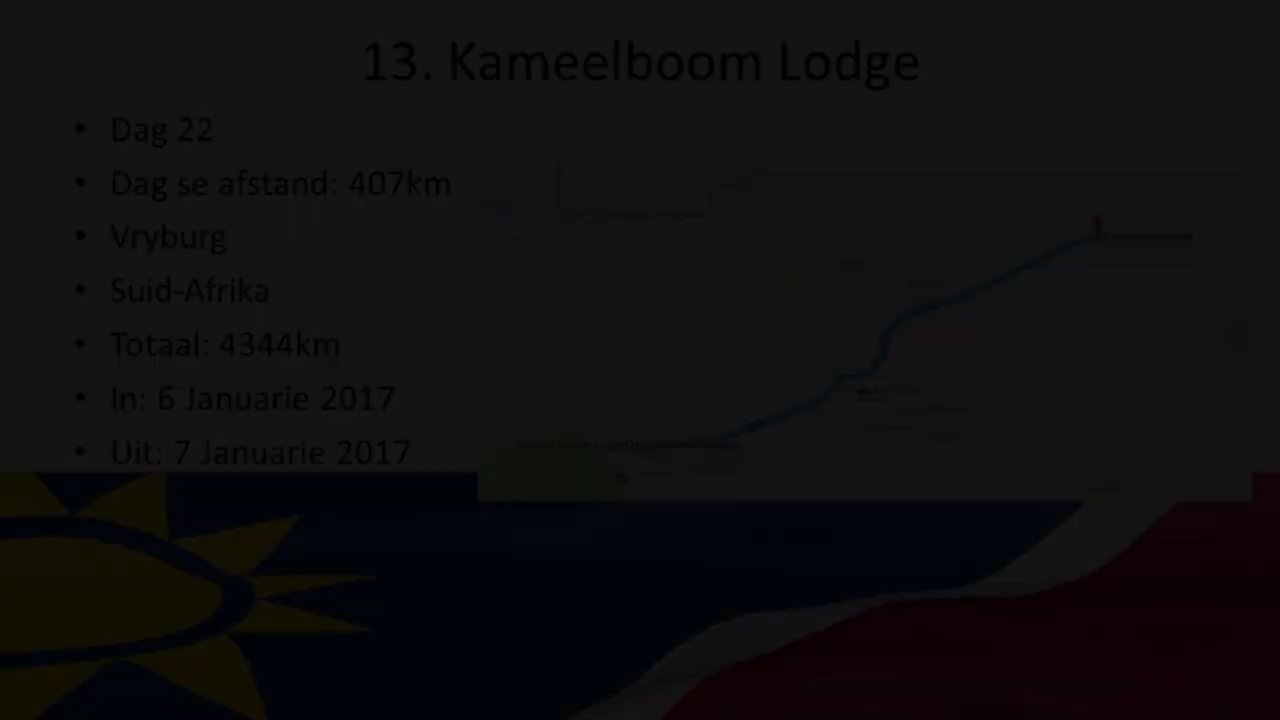 13. Kameelboom Lodge
• Dag 22
• Dag se afstand: 407km
• Vryburg
• Suid-Afrika
• Totaal: 4344km
• In: 6 Januarie 2017
• Uit: 7 Januarie 2017